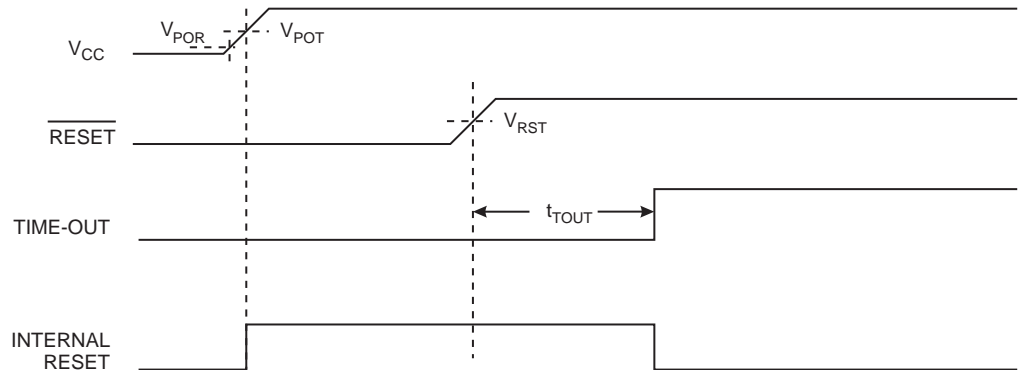 V_POR
V_POT
V_CC
RESET
V_RST
t_TOUT
TIME-OUT
INTERNAL
RESET